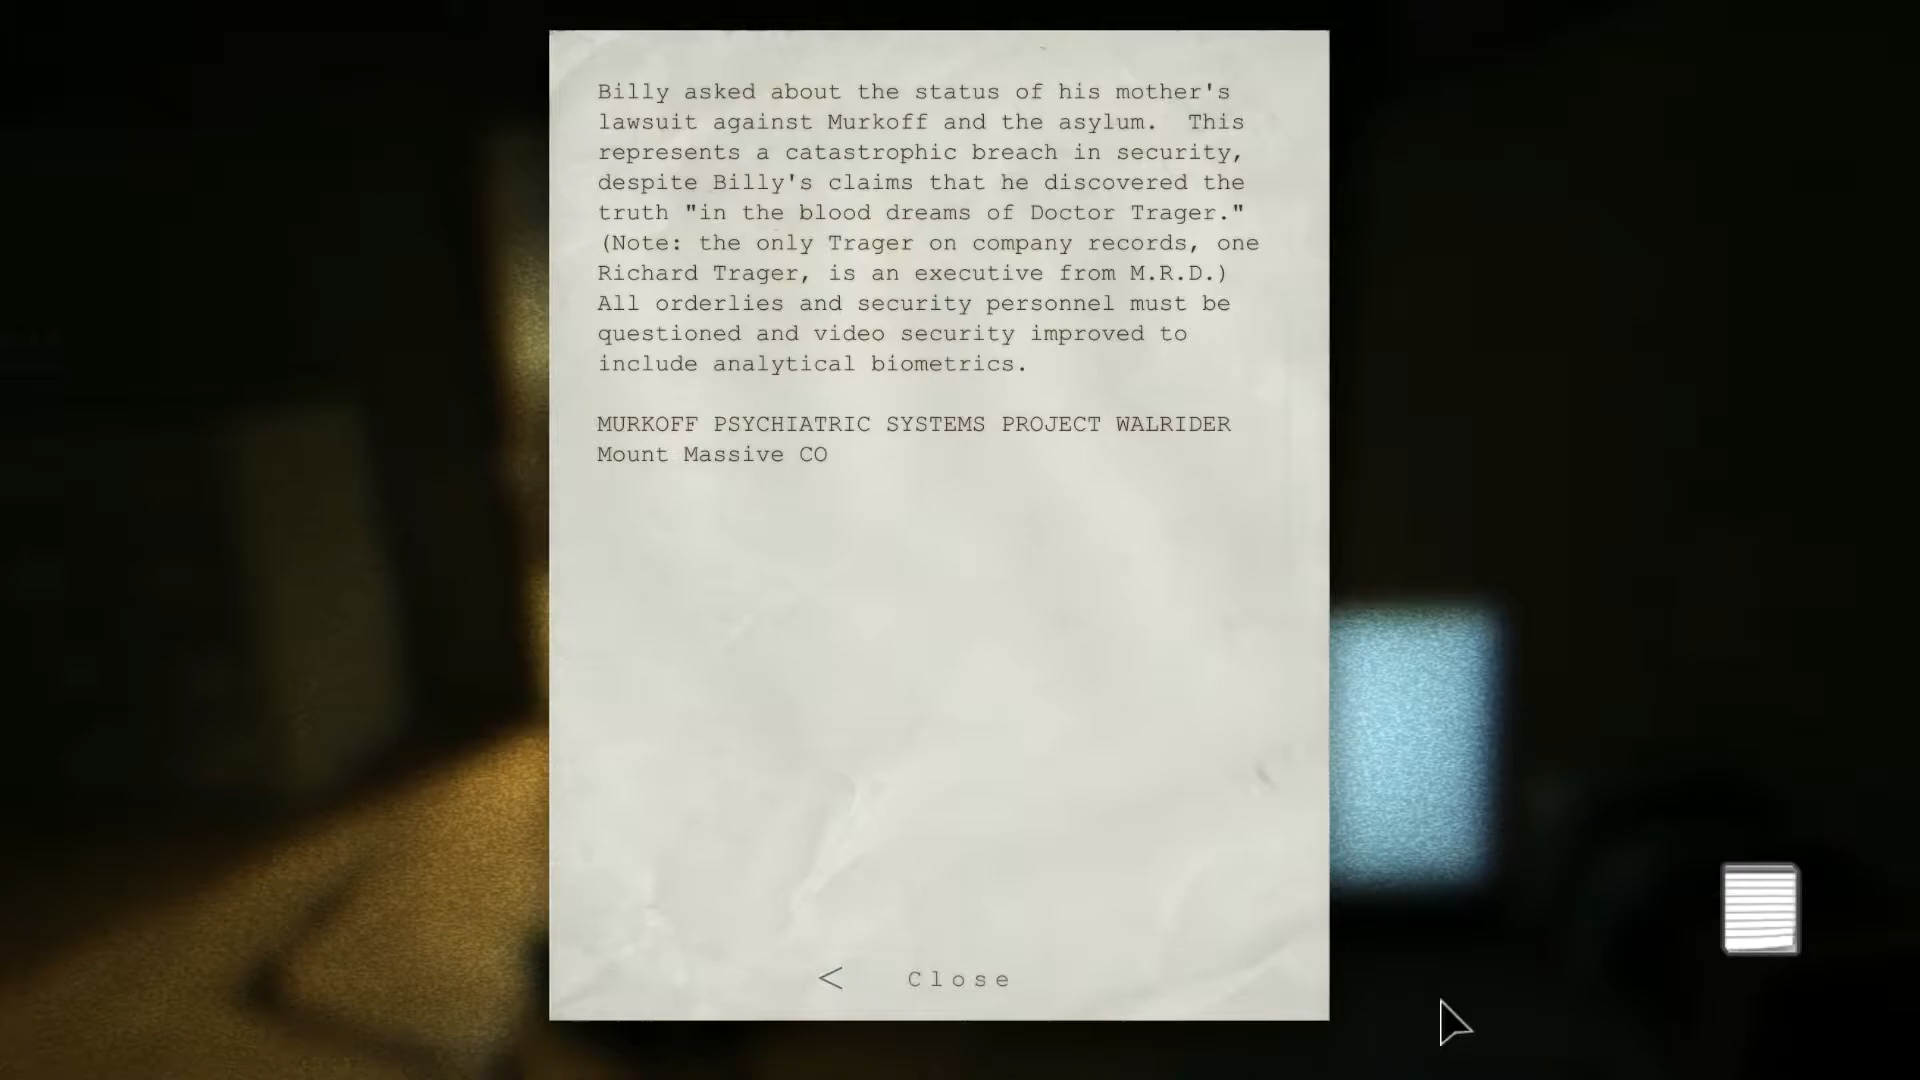 Billy asked about the status of his mother's
lawsuit against Murkoff and the asylum.  This
represents a catastrophic breach in security,
despite Billy's claims that he discovered the
truth "in the blood dreams of Doctor Trager."
(Note: the only Trager on company records, one
Richard Trager, is an executive from M.R.D.)
All orderlies and security personnel must be
questioned and video security improved to
include analytical biometrics.

MURKOFF PSYCHIATRIC SYSTEMS PROJECT WALRIDER
Mount Massive CO
< Close